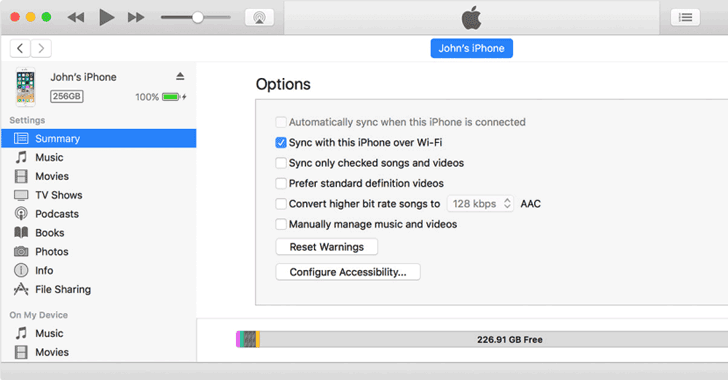 John's iPhone
John's iPhone
256GB
100%
Settings
Summary
Music
Movies
TV Shows
Podcasts
Books
Photos
Info
File Sharing
On My Device
Music
Movies
Options
Automatically sync when this iPhone is connected
Sync with this iPhone over Wi-Fi
Sync only checked songs and videos
Prefer standard definition videos
Convert higher bit rate songs to 128 kbps AAC
Manually manage music and videos
Reset Warnings
Configure Accessibility...
226.91 GB Free